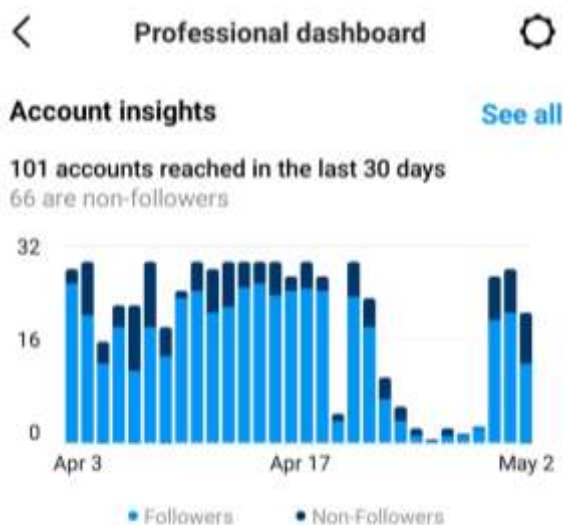 Professional dashboard
Account insights
See all
101 accounts reached in the last 30 days
66 are non-followers
32
16
0
Apr 3 Apr 17 May 2
Followers Non-Followers